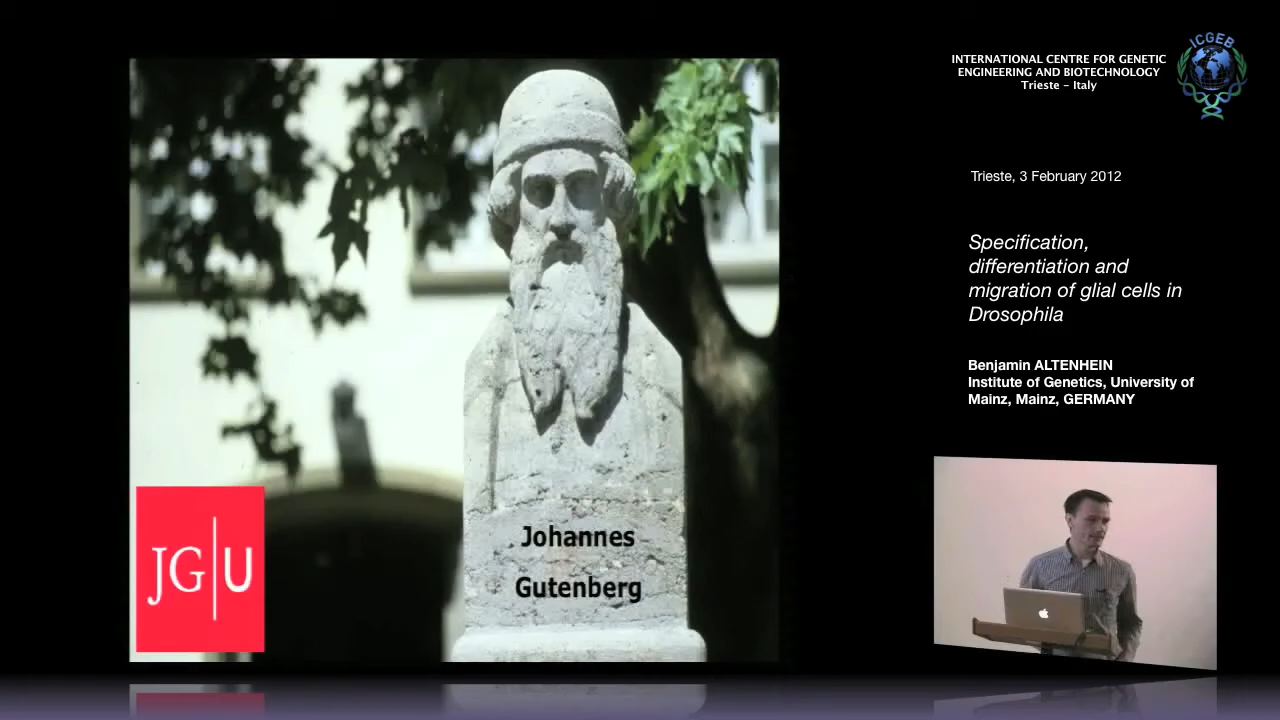 ICGEB
INTERNATIONAL CENTRE FOR GENETIC
ENGINEERING AND BIOTECHNOLOGY
Trieste – Italy
Trieste, 3 February 2012
Specification,
differentiation and
migration of glial cells in
Drosophila
Benjamin ALTENHEIN
Institute of Genetics, University of
Mainz, Mainz, GERMANY
Johannes
Gutenberg
JG|U